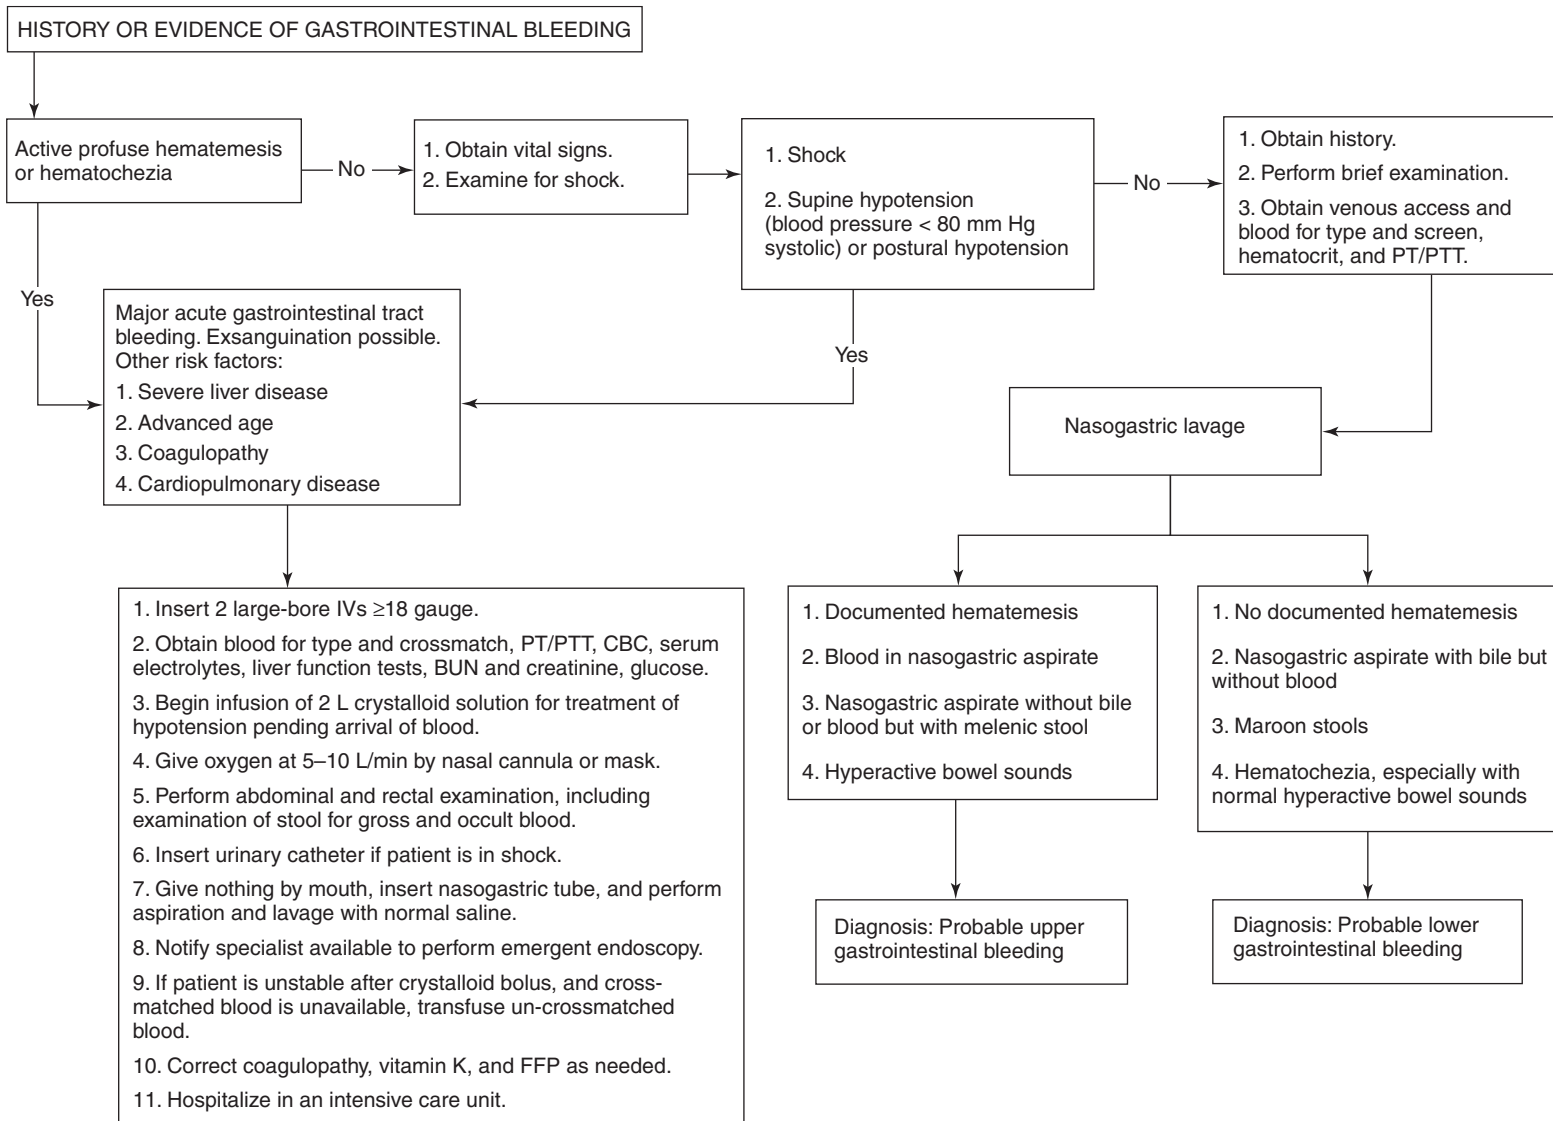 HISTORY OR EVIDENCE OF GASTROINTESTINAL BLEEDING
Active profuse hematemesis
or hematochezia
No
1. Obtain vital signs.
2. Examine for shock.
1. Shock
2. Supine hypotension
(blood pressure < 80 mm Hg
systolic) or postural hypotension
No
1. Obtain history.
2. Perform brief examination.
3. Obtain venous access and
blood for type and screen,
hematocrit, and PT/PTT.
Yes
Major acute gastrointestinal tract
bleeding. Exsanguination possible.
Other risk factors:
1. Severe liver disease
2. Advanced age
3. Coagulopathy
4. Cardiopulmonary disease
Yes
Nasogastric lavage
1. Insert 2 large-bore IVs ≥18 gauge.
2. Obtain blood for type and crossmatch, PT/PTT, CBC, serum
electrolytes, liver function tests, BUN and creatinine, glucose.
3. Begin infusion of 2 L crystalloid solution for treatment of
hypotension pending arrival of blood.
4. Give oxygen at 5–10 L/min by nasal cannula or mask.
5. Perform abdominal and rectal examination, including
examination of stool for gross and occult blood.
6. Insert urinary catheter if patient is in shock.
7. Give nothing by mouth, insert nasogastric tube, and perform
aspiration and lavage with normal saline.
8. Notify specialist available to perform emergent endoscopy.
9. If patient is unstable after crystalloid bolus, and cross-
matched blood is unavailable, transfuse un-crossmatched
blood.
10. Correct coagulopathy, vitamin K, and FFP as needed.
11. Hospitalize in an intensive care unit.
1. Documented hematemesis
2. Blood in nasogastric aspirate
3. Nasogastric aspirate without bile
or blood but with melenic stool
4. Hyperactive bowel sounds
1. No documented hematemesis
2. Nasogastric aspirate with bile but
without blood
3. Maroon stools
4. Hematochezia, especially with
normal hyperactive bowel sounds
Diagnosis: Probable upper
gastrointestinal bleeding
Diagnosis: Probable lower
gastrointestinal bleeding